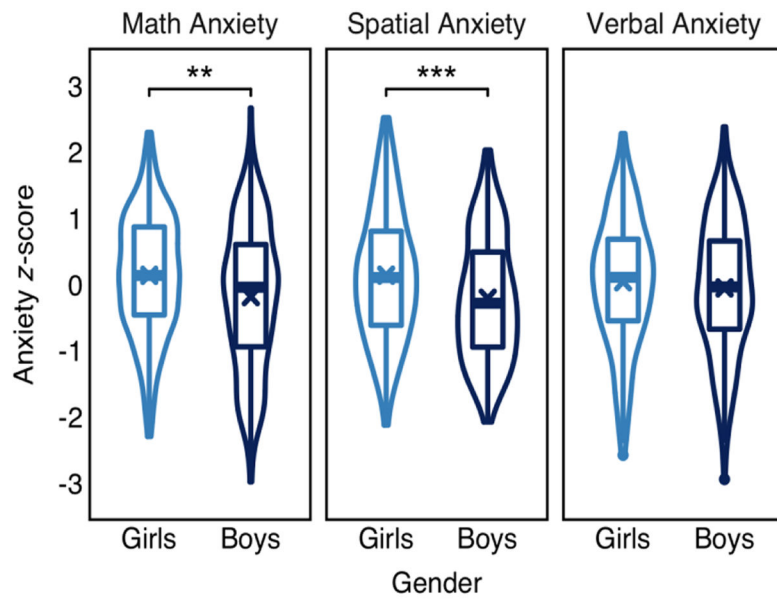 Math Anxiety
Spatial Anxiety
Verbal Anxiety
**
***
3
2
1
0
-1
-2
-3
Anxiety z-score
Girls
Boys
Girls
Boys
Girls
Boys
Gender